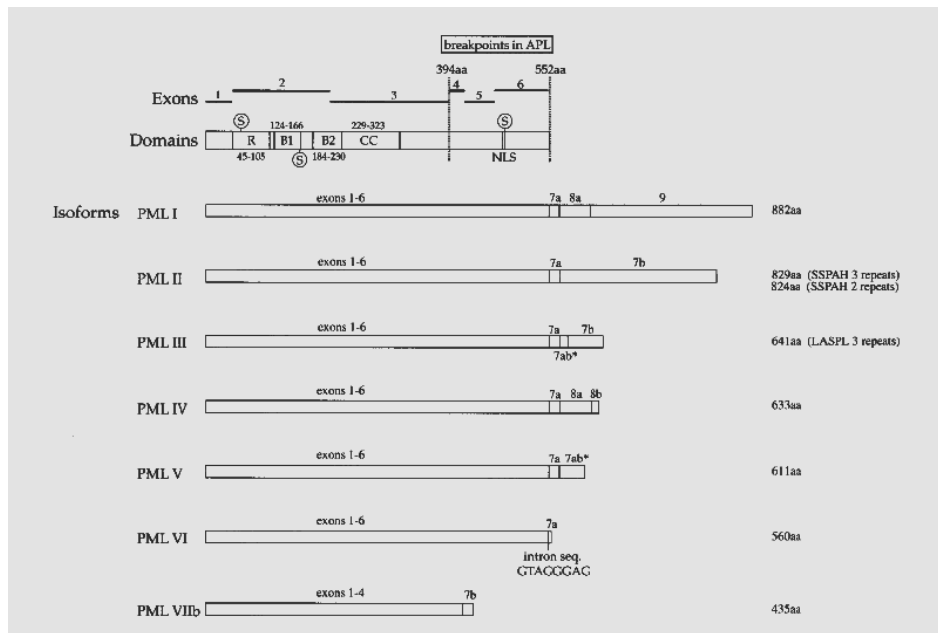 breakpoints in APL
394aa 552aa
2 4 6
Exons 1 3 5
124-166 229-323
S S
Domains R B1 B2 CC
45-105 S 184-230 NLS
exons 1-6 7a 8a 9
Isoforms PML I 882aa
exons 1-6 7a 7b
PML II 829aa (SSPAH 3 repeats)
824aa (SSPAH 2 repeats)
exons 1-6 7a 7b
PML III 641aa (LASPL 3 repeats)
7ab*
exons 1-6 7a 8a 8b
PML IV 633aa
exons 1-6 7a 7ab*
PML V 611aa
exons 1-6 7a
PML VI 560aa
intron seq.
GTAGGGAG
exons 1-4 7b
PML VIIb 435aa